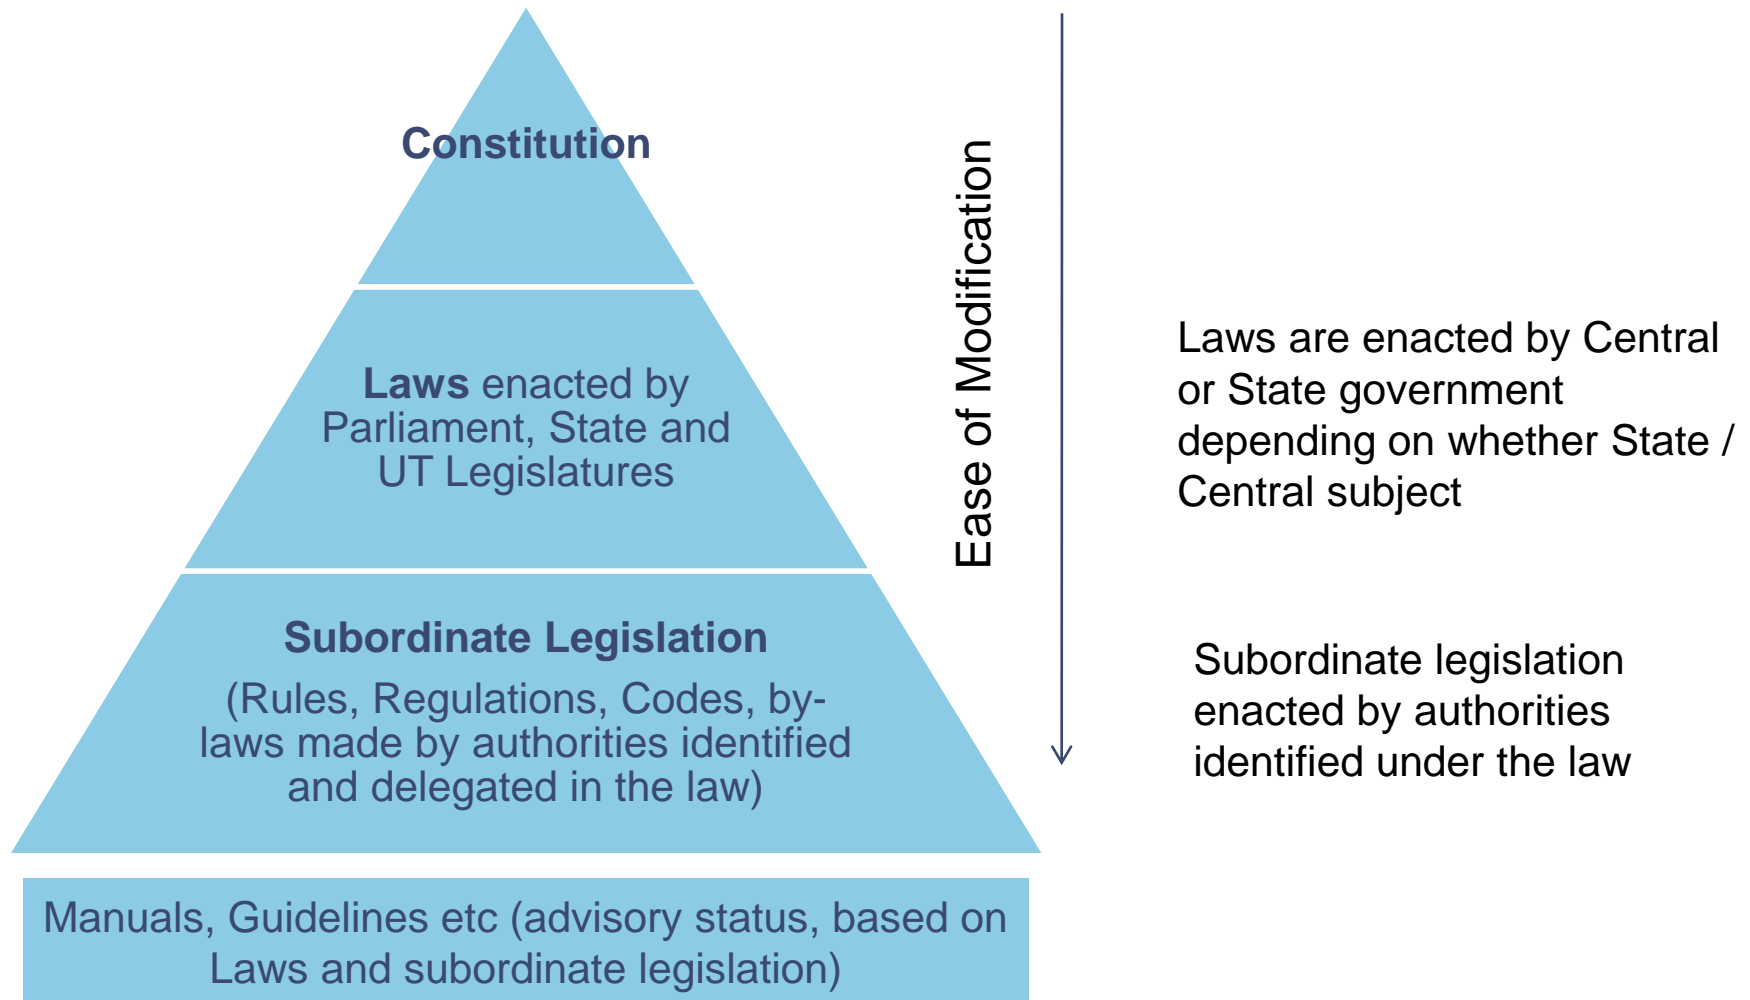 Constitution
Laws enacted by
Parliament, State and
UT Legislatures
Subordinate Legislation
(Rules, Regulations, Codes, by-
laws made by authorities identified
and delegated in the law)
Manuals, Guidelines etc (advisory status, based on
Laws and subordinate legislation)
Ease of Modification
Laws are enacted by Central
or State government
depending on whether State /
Central subject
Subordinate legislation
enacted by authorities
identified under the law